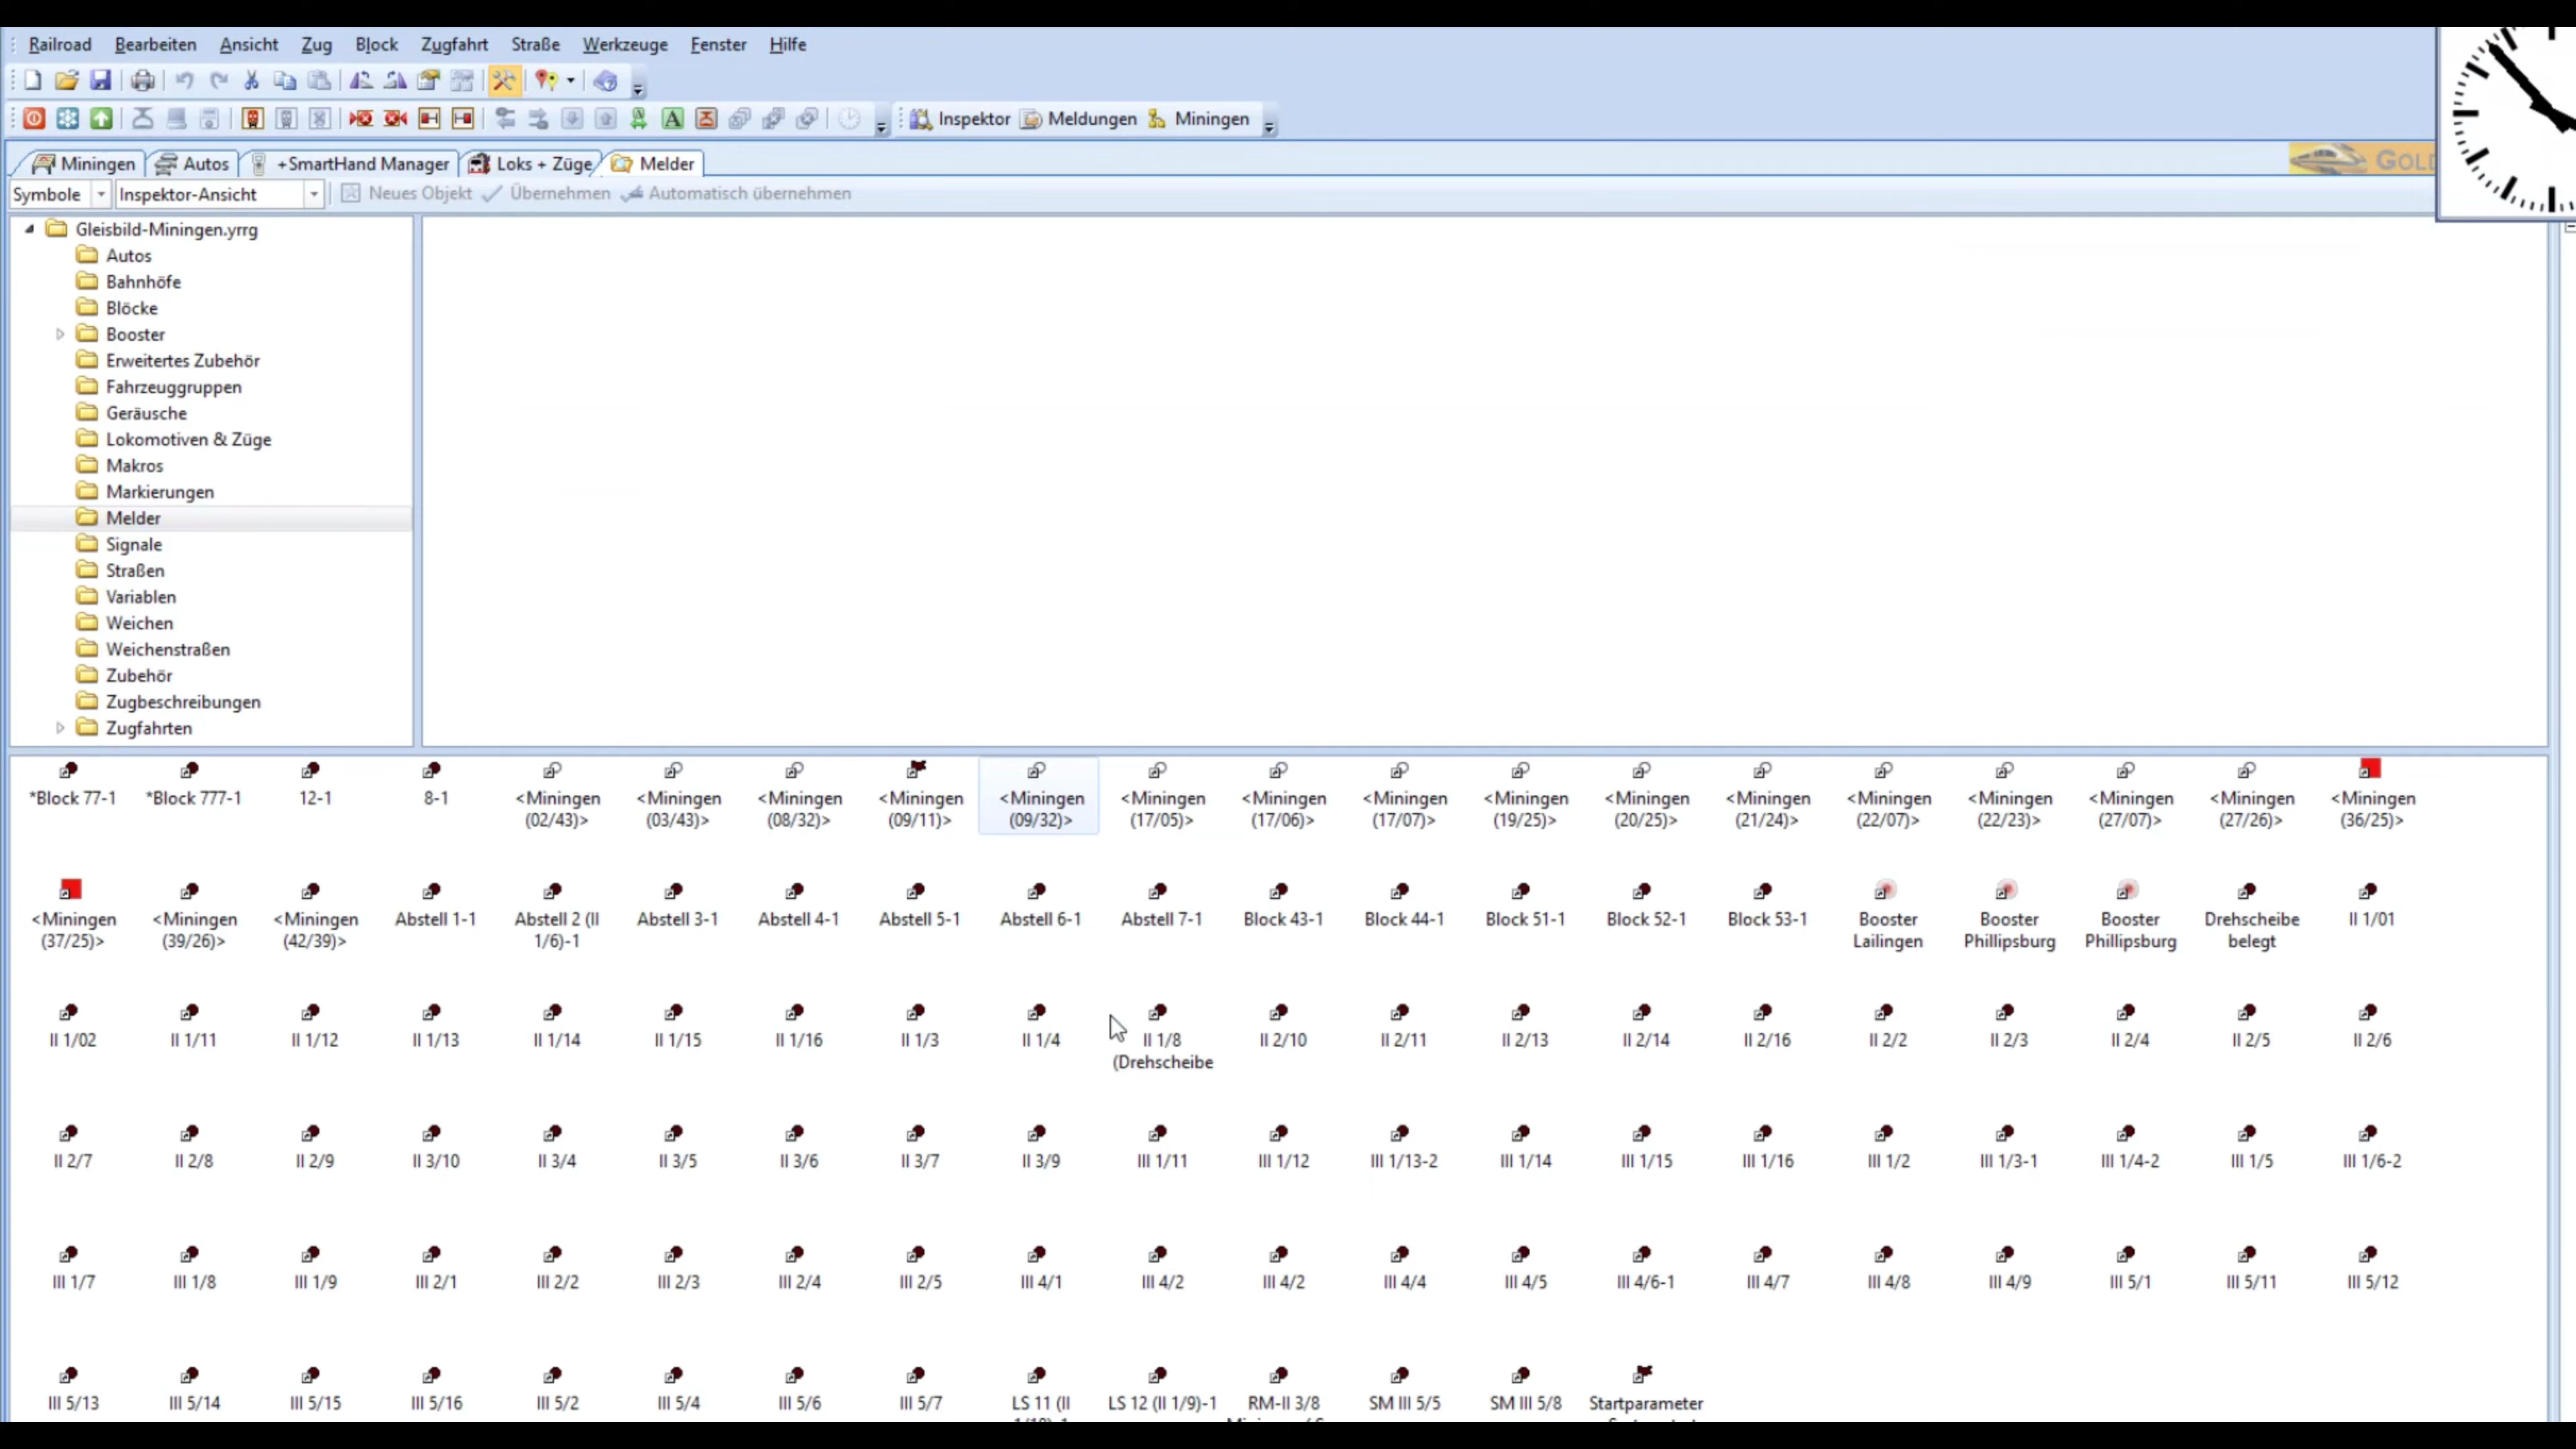 Railroad Bearbeiten Ansicht Zug Block Zugfahrt Straße Werkzeuge Fenster Hilfe
Inspektor Meldungen Miningen
Miningen Autos +SmartHand Manager Loks + Züge Melder
Symbole Inspektor-Ansicht Neues Objekt Übernehmen Automatisch übernehmen
Gleisbild-Miningen.yrrg
Autos
Bahnhöfe
Blöcke
Booster
Erweitertes Zubehör
Fahrzeuggruppen
Geräusche
Lokomotiven & Züge
Makros
Markierungen
Melder
Signale
Straßen
Variablen
Weichen
Weichenstraßen
Zubehör
Zugbeschreibungen
Zugfahrten
*Block 77-1 *Block 777-1 12-1 8-1 <Miningen <Miningen <Miningen <Miningen <Miningen <Miningen <Miningen <Miningen <Miningen <Miningen <Miningen <Miningen <Miningen <Miningen <Miningen <Miningen
(02/43)> (03/43)> (08/32)> (09/11)> (09/32)> (17/05)> (17/06)> (17/07)> (19/25)> (20/25)> (21/24)> (22/07)> (22/23)> (27/07)> (27/26)> (36/25)>
<Miningen <Miningen <Miningen Abstell 1-1 Abstell 2 (II Abstell 3-1 Abstell 4-1 Abstell 5-1 Abstell 6-1 Abstell 7-1 Block 43-1 Block 44-1 Block 51-1 Block 52-1 Block 53-1 Booster Booster Booster Drehscheibe II 1/01
(37/25)> (39/26)> (42/39)> 1/6)-1 Lailingen Phillipsburg Phillipsburg belegt
II 1/02 II 1/11 II 1/12 II 1/13 II 1/14 II 1/15 II 1/16 II 1/3 II 1/4 II 1/8 II 2/10 II 2/11 II 2/13 II 2/14 II 2/16 II 2/2 II 2/3 II 2/4 II 2/5 II 2/6
(Drehscheibe
II 2/7 II 2/8 II 2/9 II 3/10 II 3/4 II 3/5 II 3/6 II 3/7 II 3/9 III 1/11 III 1/12 III 1/13-2 III 1/14 III 1/15 III 1/16 III 1/2 III 1/3-1 III 1/4-2 III 1/5 III 1/6-2
III 1/7 III 1/8 III 1/9 III 2/1 III 2/2 III 2/3 III 2/4 III 2/5 III 4/1 III 4/2 III 4/2 III 4/4 III 4/5 III 4/6-1 III 4/7 III 4/8 III 4/9 III 5/1 III 5/11 III 5/12
III 5/13 III 5/14 III 5/15 III 5/16 III 5/2 III 5/4 III 5/6 III 5/7 LS 11 (II LS 12 (II 1/9)-1 RM-II 3/8 SM III 5/5 SM III 5/8 Startparameter